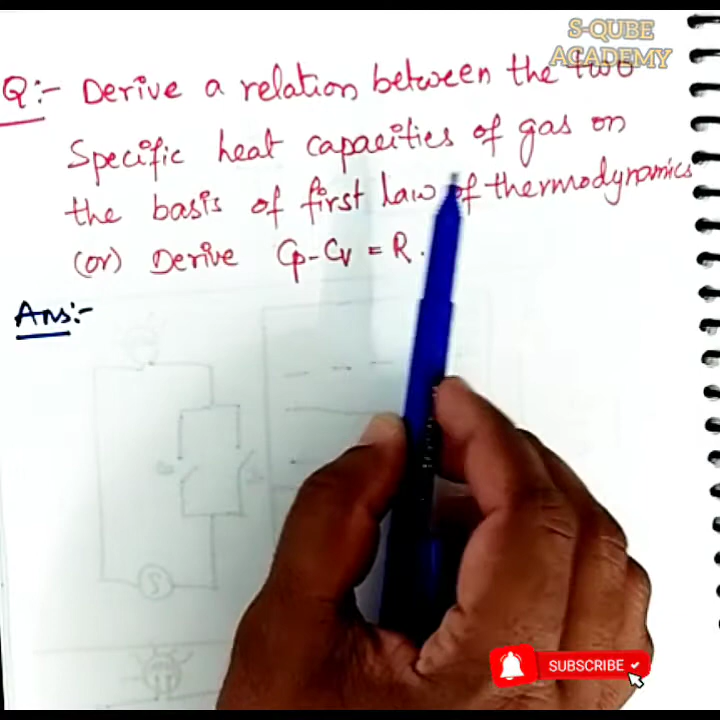 S-QUBE
ACADEMY
Q:- Derive a relation between the two
Specific heat capacities of gas on
the basis of first law of thermodynamics
(or) Derive Cp-Cv = R.
Ans:-
S
SUBSCRIBE